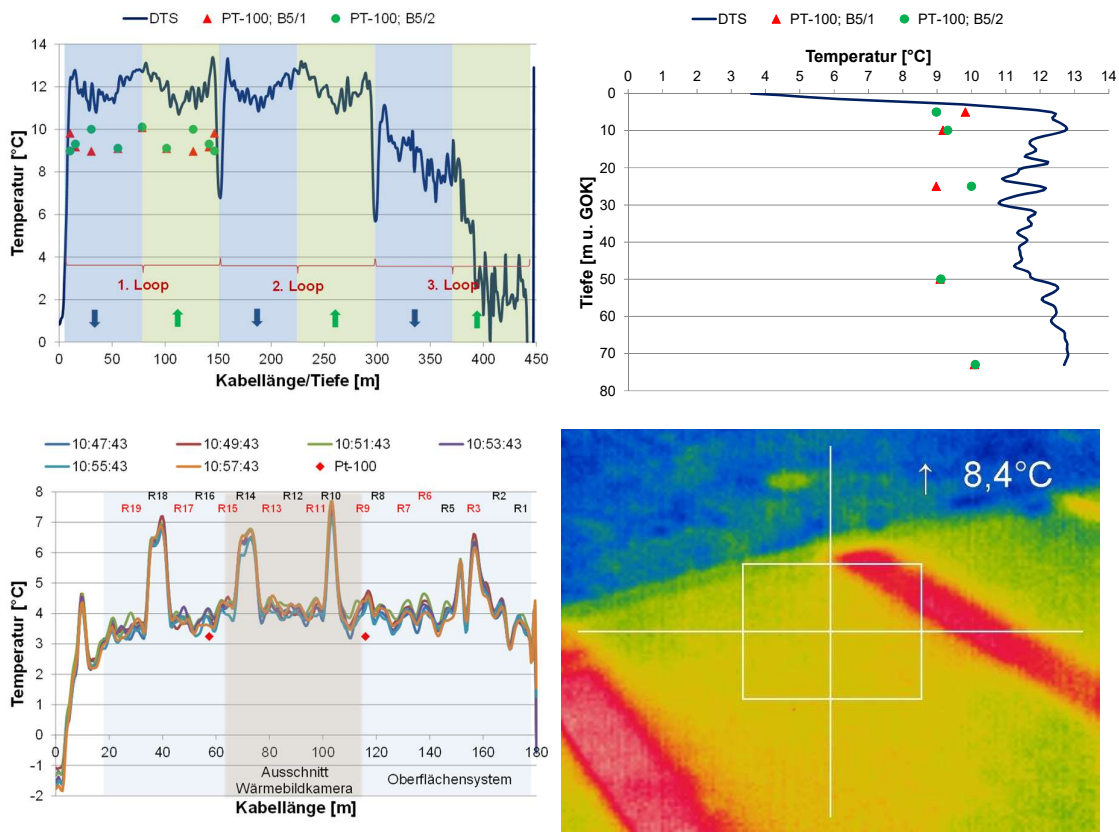 DTS PT-100; B5/1 PT-100; B5/2
14
12
10
8
6
4
2
0
Temperatur [°C]
1. Loop 2. Loop 3. Loop
0 50 100 150 200 250 300 350 400 450
Kabellänge/Tiefe [m]
DTS PT-100; B5/1 PT-100; B5/2
Temperatur [°C]
0 1 2 3 4 5 6 7 8 9 10 11 12 13 14
0
10
20
30
40
50
60
70
80
Tiefe [m u. GOK]
10:47:43 10:49:43 10:51:43 10:53:43
10:55:43 10:57:43 Pt-100
8
7
6
5
4
3
2
1
0
-1
-2
Temperatur [°C]
R18 R16 R14 R12 R10 R8 R6 R2
R19 R17 R15 R13 R11 R9 R7 R5 R3 R1
0 20 40 60 80 100 120 140 160 180
Ausschnitt
Wärmebildkamera
Oberflächensystem
Kabellänge [m]
↑ 8,4°C